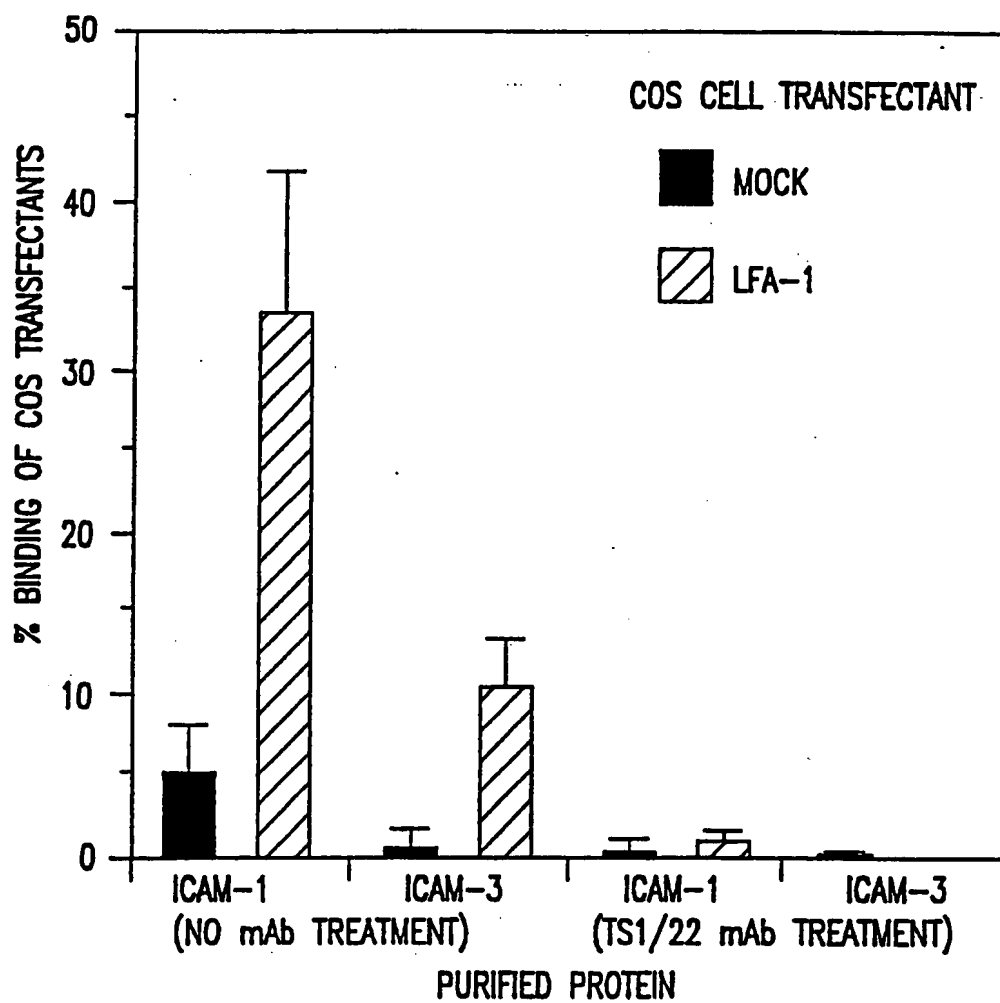 50
40
30
20
10
0
% BINDING OF COS TRANSFECTANTS
COS CELL TRANSFECTANT
MOCK
LFA-1
ICAM-1
ICAM-3
ICAM-1
ICAM-3
(NO mAb TREATMENT)
(TS1/22 mAb TREATMENT)
PURIFIED PROTEIN